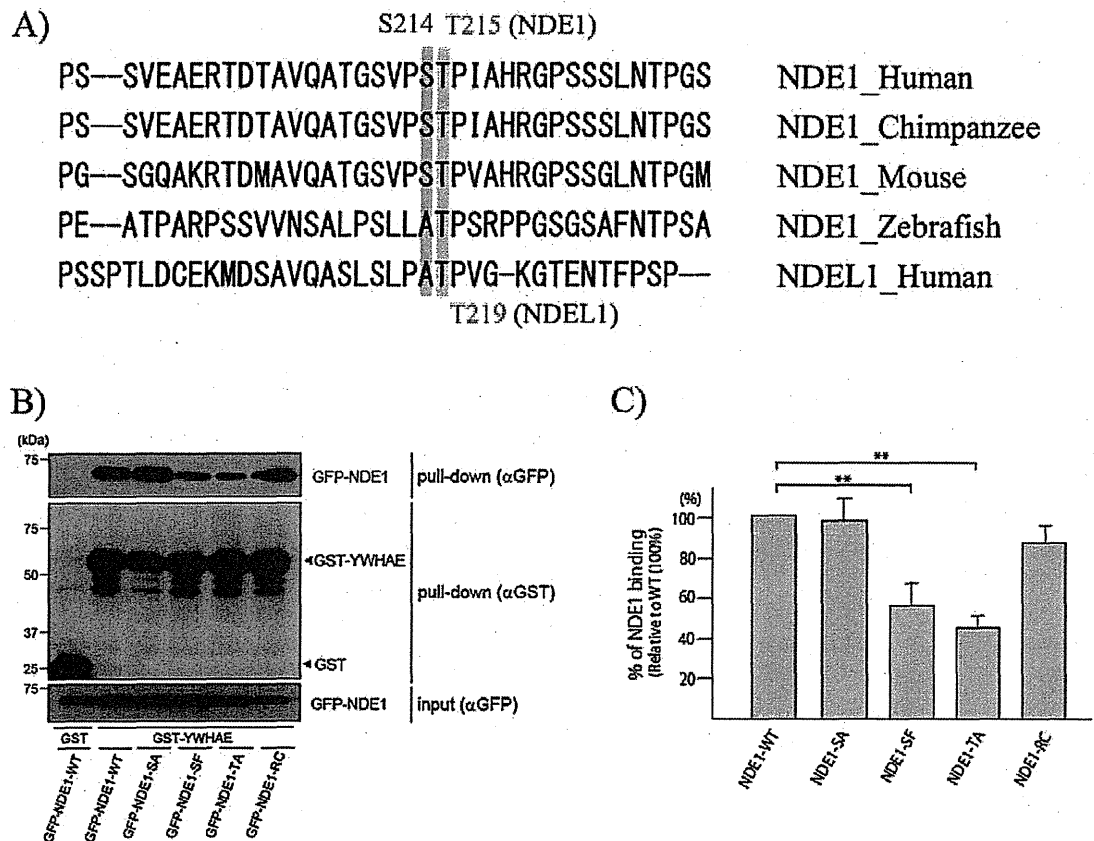 A)
S214 T215 (NDE1)
PS—SVEAERTDTAVQATGSVPSTPIAHRGPSSSLNTPGS NDE1_Human
PS—SVEAERTDTAVQATGSVPSTPIAHRGPSSSLNTPGS NDE1_Chimpanzee
PG—SGQAKRTDMAVQATGSVPSTPVAHRGPSSGLNTPGM NDE1_Mouse
PE—ATPARPSSVVNSALPSLLATPSRPPGSGSAFNTPSA NDE1_Zebrafish
PSSPTLDCEKMDSAVQASLSLPATPVG-KGTENTFPSP— NDEL1_Human
T219 (NDEL1)
B)
(kDa)
75
GFP-NDE1
pull-down (αGFP)
75
50
37
25
GST-YWHAE
GST
pull-down (αGST)
75
GFP-NDE1
input (αGFP)
GST
GST-YWHAE
GFP-NDE1-WT
GFP-NDE1-WT
GFP-NDE1-SA
GFP-NDE1-SF
GFP-NDE1-TA
GFP-NDE1-RC
C)
**
**
(%)
100
80
60
40
20
% of NDE1 binding
(Relative to WT (100%)
NDE1-WT
NDE1-SA
NDE1-SF
NDE1-TA
NDE1-RC